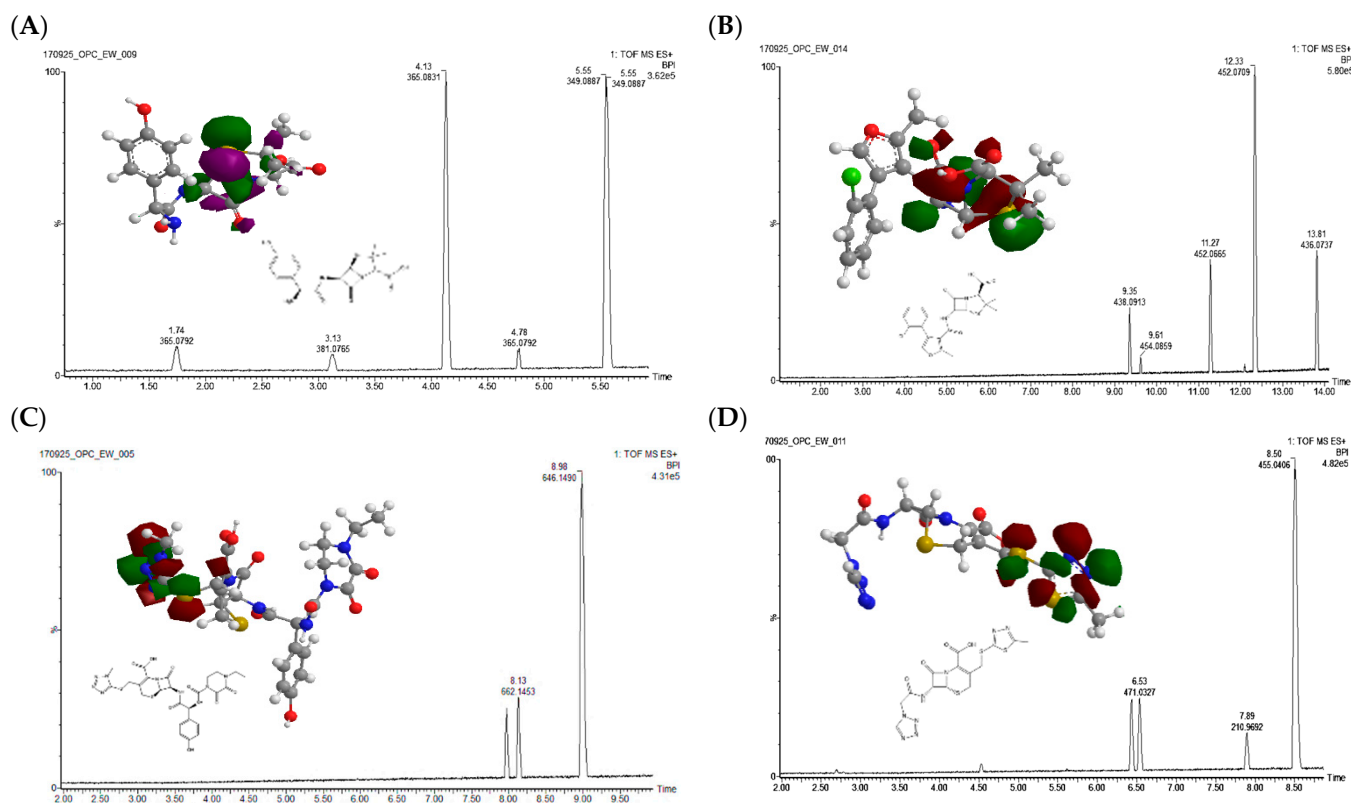 (A)
170925_OPC_EW_009
1: TOF MS ES+
BPI
3.62e5
100
%
0
4.13
365.0831
5.55
349.0887
5.55
349.0887
1.74
365.0792
3.13
381.0765
4.78
365.0792
1.00 1.50 2.00 2.50 3.00 3.50 4.00 4.50 5.00 5.50
Time
(B)
170925_OPC_EW_014
1: TOF MS ES+
BPI
5.80e5
100
%
0
12.33
452.0709
11.27
452.0665
13.81
436.0737
9.35
438.0913
9.61
454.0859
2.00 3.00 4.00 5.00 6.00 7.00 8.00 9.00 10.00 11.00 12.00 13.00 14.00
Time
(C)
170925_OPC_EW_005
1: TOF MS ES+
BPI
4.31e5
100
%
0
8.98
646.1490
8.13
662.1453
2.00 2.50 3.00 3.50 4.00 4.50 5.00 5.50 6.00 6.50 7.00 7.50 8.00 8.50 9.00 9.50
Time
(D)
70925_OPC_EW_011
1: TOF MS ES+
BPI
4.82e5
00
%
00
8.50
455.0406
6.53
471.0327
7.89
210.9692
2.00 2.50 3.00 3.50 4.00 4.50 5.00 5.50 6.00 6.50 7.00 7.50 8.00 8.50
Time